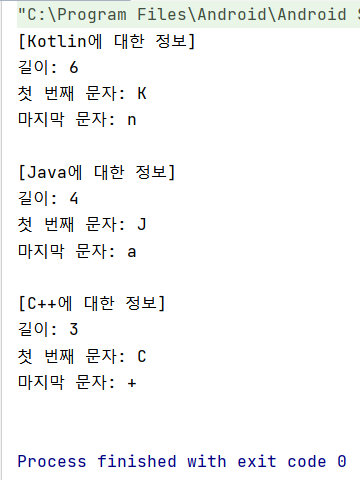 "C:\Program Files\Android\Android
[Kotlin에 대한 정보]
길이: 6
첫 번째 문자: K
마지막 문자: n
[Java에 대한 정보]
길이: 4
첫 번째 문자: J
마지막 문자: a
[C++에 대한 정보]
길이: 3
첫 번째 문자: C
마지막 문자: +
Process finished with exit code 0